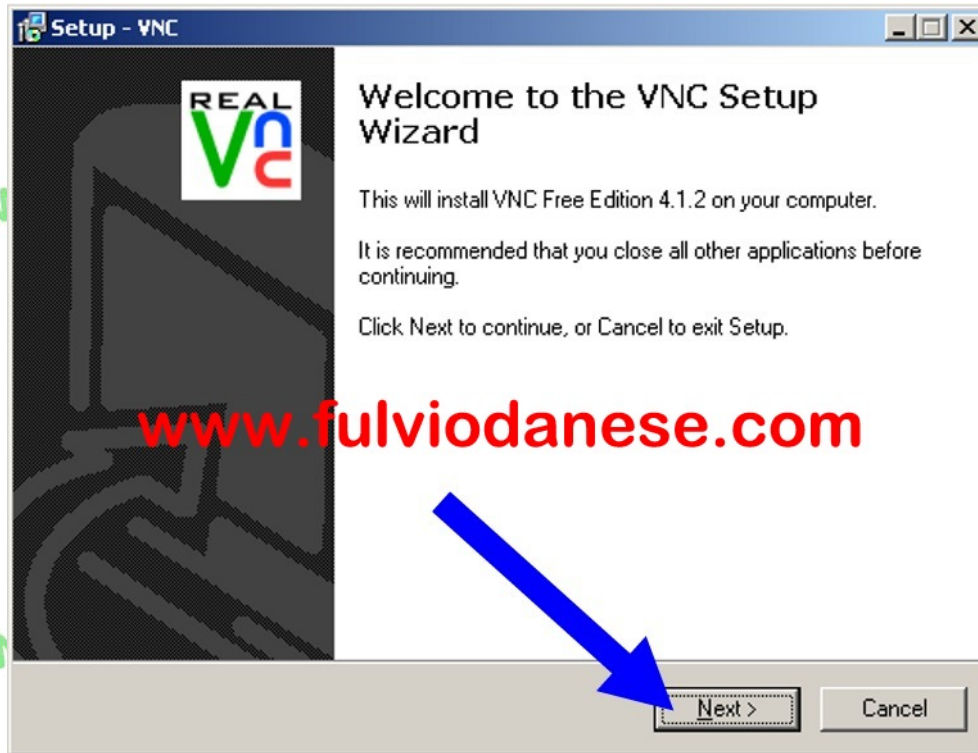 Setup - VNC
REAL
VNC
Welcome to the VNC Setup
Wizard
This will install VNC Free Edition 4.1.2 on your computer.
It is recommended that you close all other applications before
continuing.
Click Next to continue, or Cancel to exit Setup.
www.fulviodanese.com
Next >
Cancel